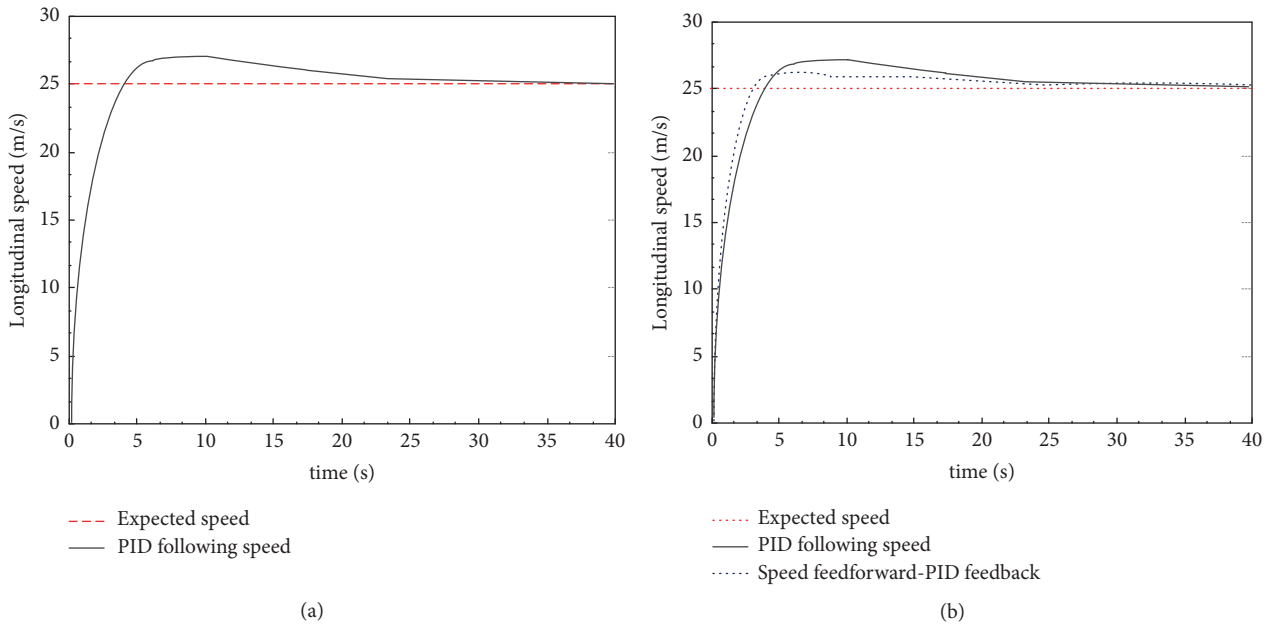 30
25
20
15
10
5
0
Longitudinal speed (m/s)
0 5 10 15 20 25 30 35 40
time (s)
Expected speed
PID following speed
(a)
30
25
20
15
10
5
0
Longitudinal speed (m/s)
0 5 10 15 20 25 30 35 40
time (s)
Expected speed
PID following speed
Speed feedforward-PID feedback
(b)